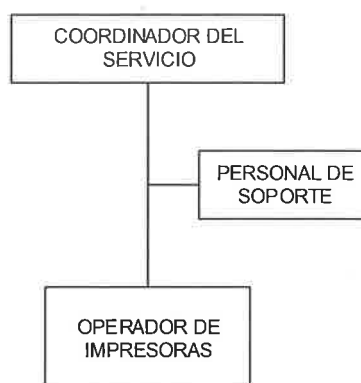 COORDINADOR DEL
SERVICIO
PERSONAL DE
SOPORTE
OPERADOR DE
IMPRESORAS